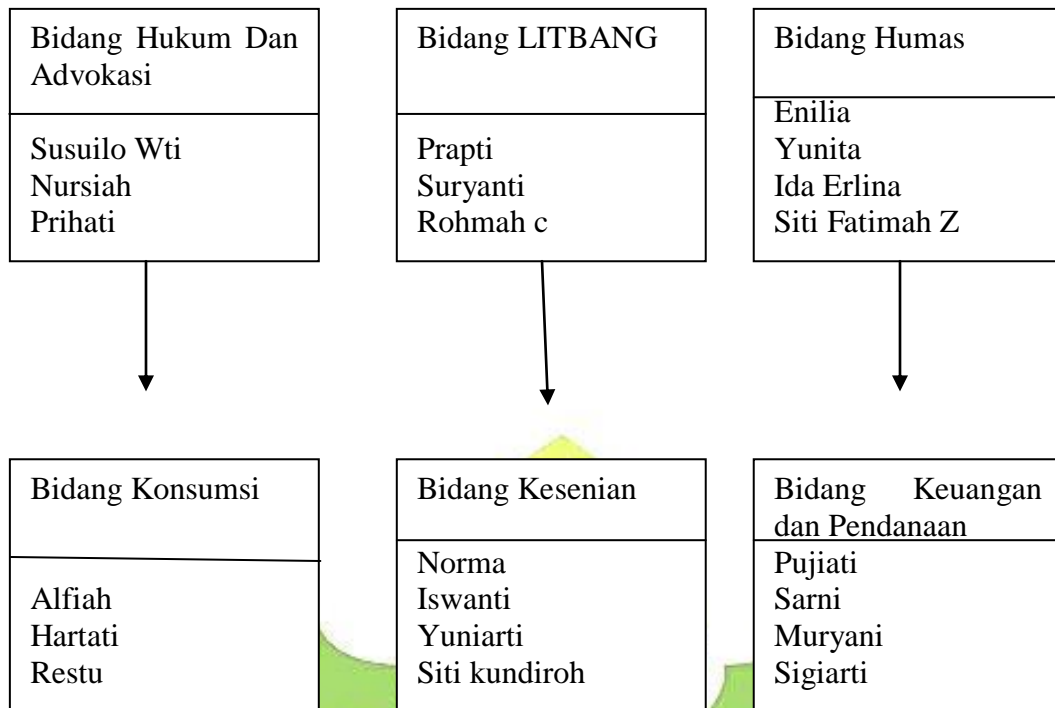 Bidang Hukum Dan
Advokasi
Susuilo Wti
Nursiah
Prihati
Bidang LITBANG
Prapti
Suryanti
Rohmah c
Bidang Humas
Enilia
Yunita
Ida Erlina
Siti Fatimah Z
Bidang Konsumsi
Alfiah
Hartati
Restu
Bidang Kesenian
Norma
Iswanti
Yuniarti
Siti kundiroh
Bidang Keuangan
dan Pendanaan
Pujiati
Sarni
Muryani
Sigiarti